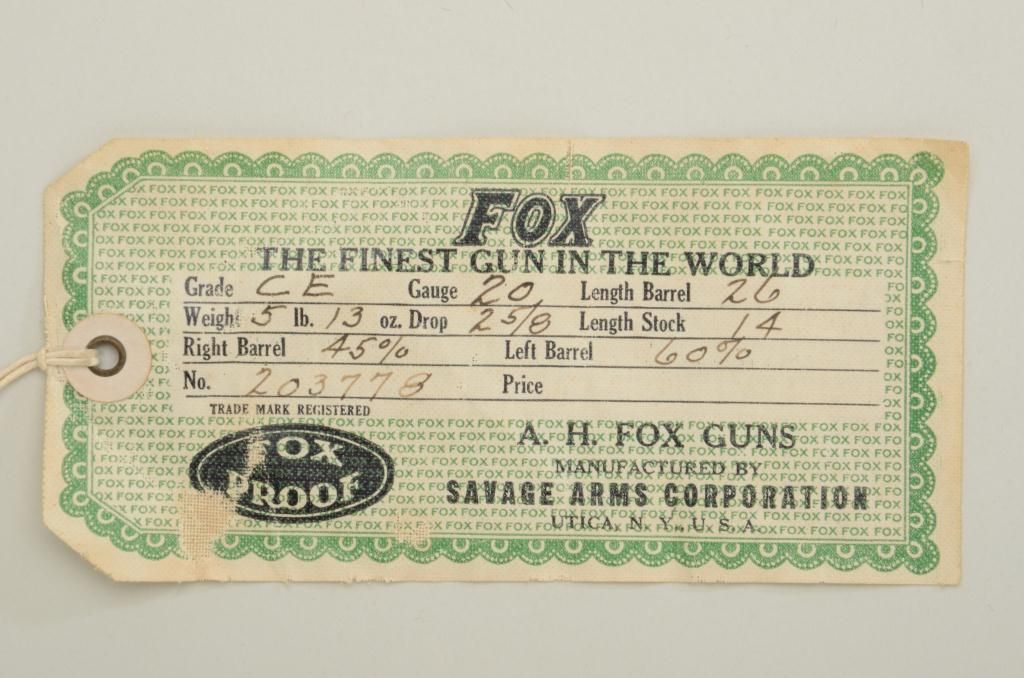 FOX
THE FINEST GUN IN THE WORLD
Grade CE Gauge 20 Length Barrel 26
Weight 5 lb. 13 oz. Drop 2 5/8 Length Stock 14
Right Barrel 45% Left Barrel 60%
No. 203778 Price
TRADE MARK REGISTERED
FOX
PROOF
A. H. FOX GUNS
MANUFACTURED BY
SAVAGE ARMS CORPORATION
UTICA, N. Y., U. S. A.